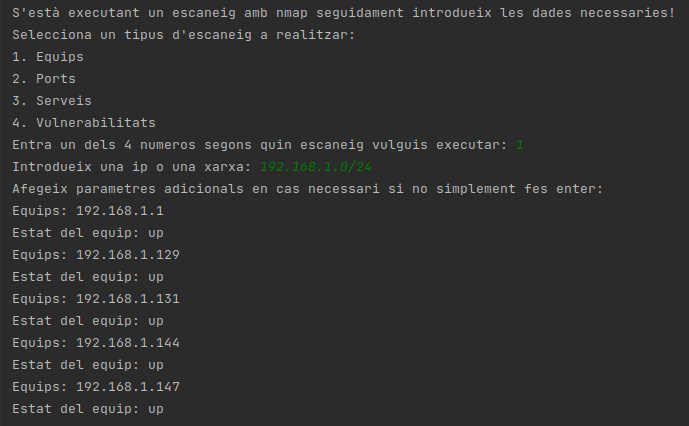 S'està executant un escaneig amb nmap seguidament introdueix les dades necessaries!
Selecciona un tipus d'escaneig a realitzar:
1. Equips
2. Ports
3. Serveis
4. Vulnerabilitats
Entra un dels 4 numeros segons quin escaneig vulguis executar: 1
Introdueix una ip o una xarxa: 192.168.1.0/24
Afegeix parametres adicionals en cas necessari si no simplement fes enter:
Equips: 192.168.1.1
Estat del equip: up
Equips: 192.168.1.129
Estat del equip: up
Equips: 192.168.1.131
Estat del equip: up
Equips: 192.168.1.144
Estat del equip: up
Equips: 192.168.1.147
Estat del equip: up